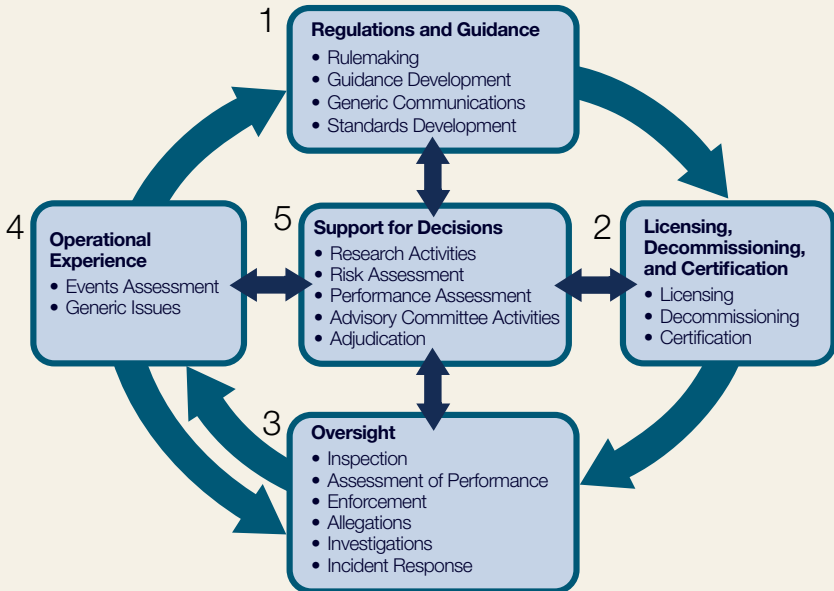 1
Regulations and Guidance
• Rulemaking
• Guidance Development
• Generic Communications
• Standards Development
2
Licensing,
Decommissioning,
and Certification
• Licensing
• Decommissioning
• Certification
3
Oversight
• Inspection
• Assessment of Performance
• Enforcement
• Allegations
• Investigations
• Incident Response
4
Operational
Experience
• Events Assessment
• Generic Issues
5
Support for Decisions
• Research Activities
• Risk Assessment
• Performance Assessment
• Advisory Committee Activities
• Adjudication